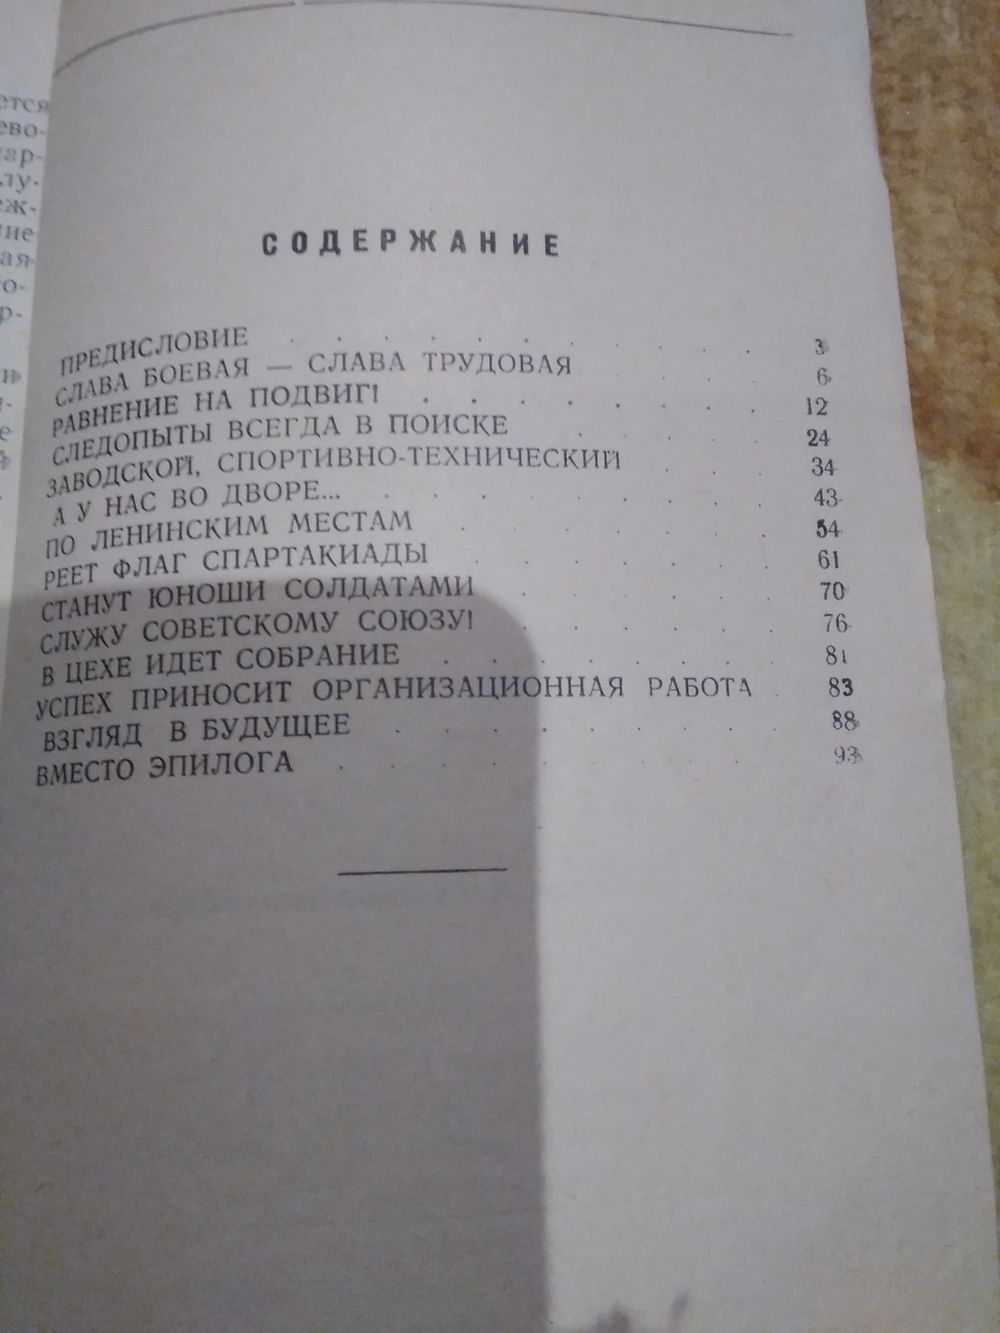 СОДЕРЖАНИЕ
ПРЕДИСЛОВИЕ . . . . . . . . 3
СЛАВА БОЕВАЯ — СЛАВА ТРУДОВАЯ . . . 6
РАВНЕНИЕ НА ПОДВИГ! . . . . . . . 12
СЛЕДОПЫТЫ ВСЕГДА В ПОИСКЕ . . . . 24
ЗАВОДСКОЙ, СПОРТИВНО-ТЕХНИЧЕСКИЙ . . . 34
А У НАС ВО ДВОРЕ... . . . . . . . 43
ПО ЛЕНИНСКИМ МЕСТАМ . . . . . 54
РЕЕТ ФЛАГ СПАРТАКИАДЫ . . . . . 61
СТАНУТ ЮНОШИ СОЛДАТАМИ . . . . . 70
СЛУЖУ СОВЕТСКОМУ СОЮЗУ! . . . . . 76
В ЦЕХЕ ИДЕТ СОБРАНИЕ . . . . . . . 81
УСПЕХ ПРИНОСИТ ОРГАНИЗАЦИОННАЯ РАБОТА . 83
ВЗГЛЯД В БУДУЩЕЕ . . . . . . . 88
ВМЕСТО ЭПИЛОГА . . . . . . . . . 93